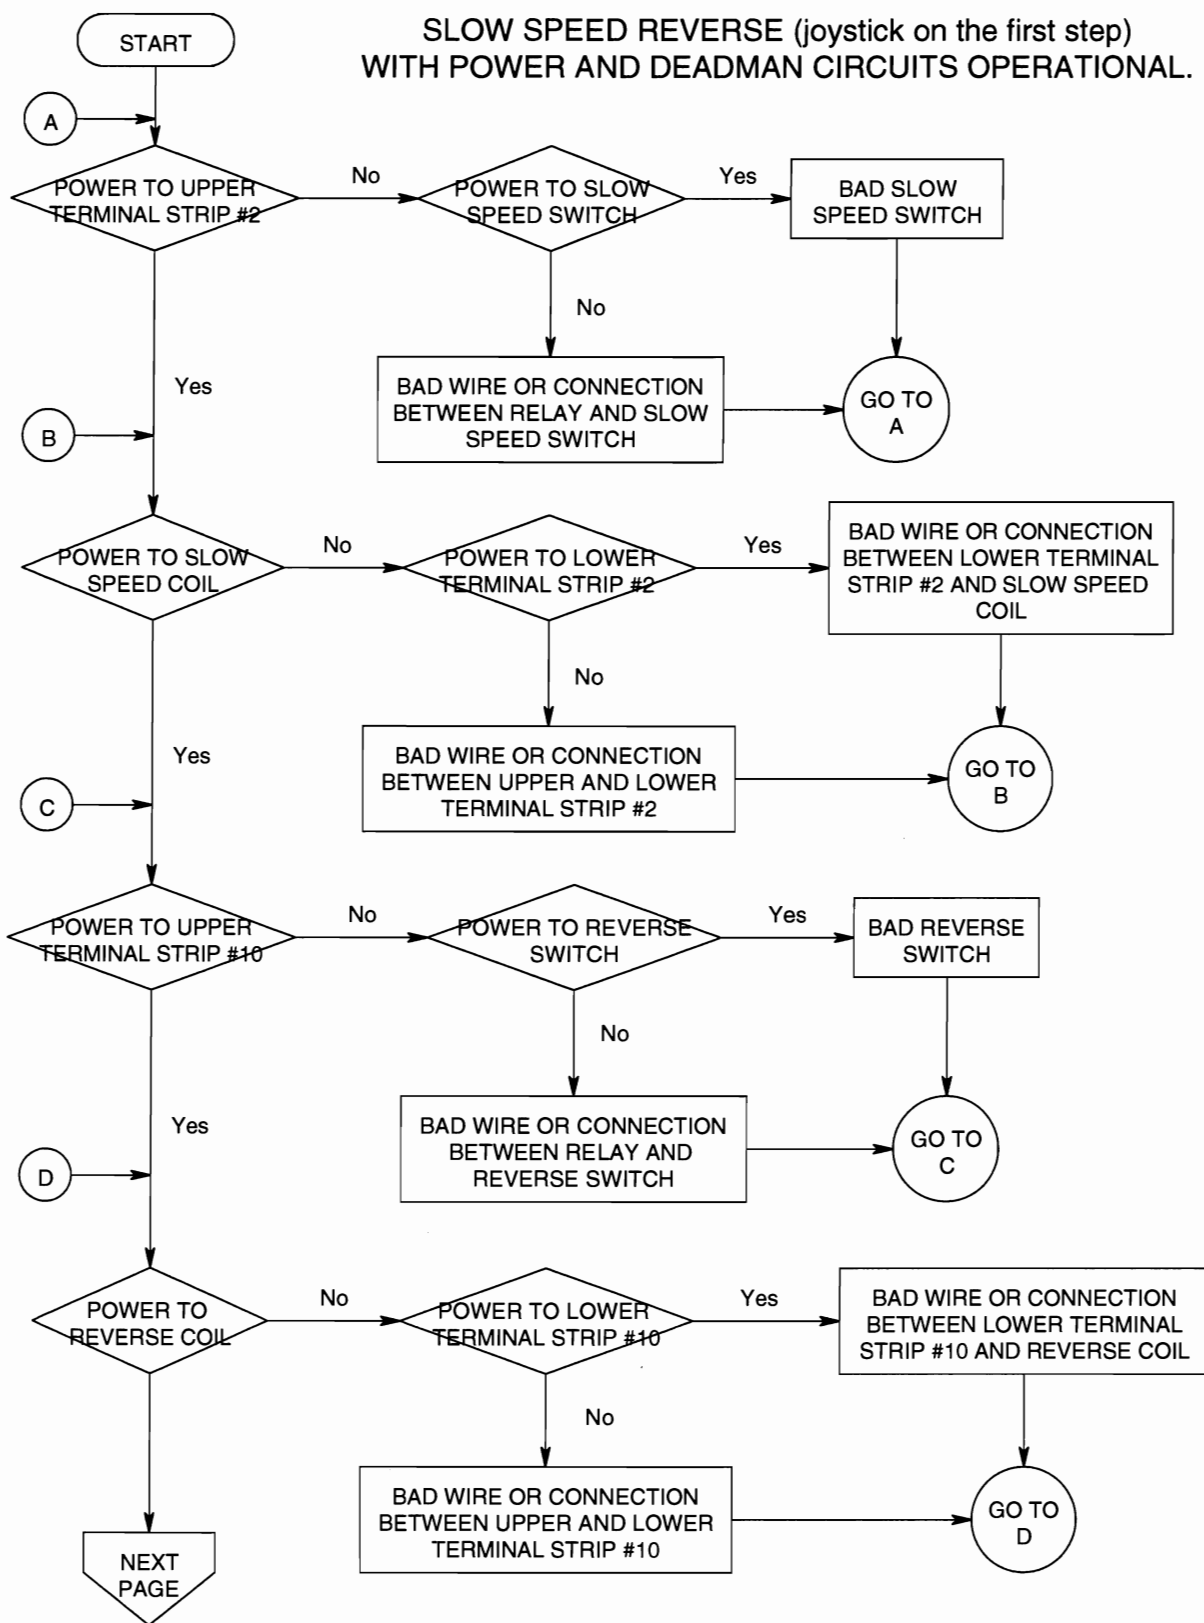 SLOW SPEED REVERSE (joystick on the first step)
WITH POWER AND DEADMAN CIRCUITS OPERATIONAL.
START
A
POWER TO UPPER
TERMINAL STRIP #2
No
POWER TO SLOW
SPEED SWITCH
Yes
BAD SLOW
SPEED SWITCH
No
Yes
BAD WIRE OR CONNECTION
BETWEEN RELAY AND SLOW
SPEED SWITCH
GO TO
A
B
POWER TO SLOW
SPEED COIL
No
POWER TO LOWER
TERMINAL STRIP #2
Yes
BAD WIRE OR CONNECTION
BETWEEN LOWER TERMINAL
STRIP #2 AND SLOW SPEED
COIL
No
Yes
BAD WIRE OR CONNECTION
BETWEEN UPPER AND LOWER
TERMINAL STRIP #2
GO TO
B
C
POWER TO UPPER
TERMINAL STRIP #10
No
POWER TO REVERSE
SWITCH
Yes
BAD REVERSE
SWITCH
No
Yes
BAD WIRE OR CONNECTION
BETWEEN RELAY AND
REVERSE SWITCH
GO TO
C
D
POWER TO
REVERSE COIL
No
POWER TO LOWER
TERMINAL STRIP #10
Yes
BAD WIRE OR CONNECTION
BETWEEN LOWER TERMINAL
STRIP #10 AND REVERSE COIL
No
BAD WIRE OR CONNECTION
BETWEEN UPPER AND LOWER
TERMINAL STRIP #10
GO TO
D
NEXT
PAGE